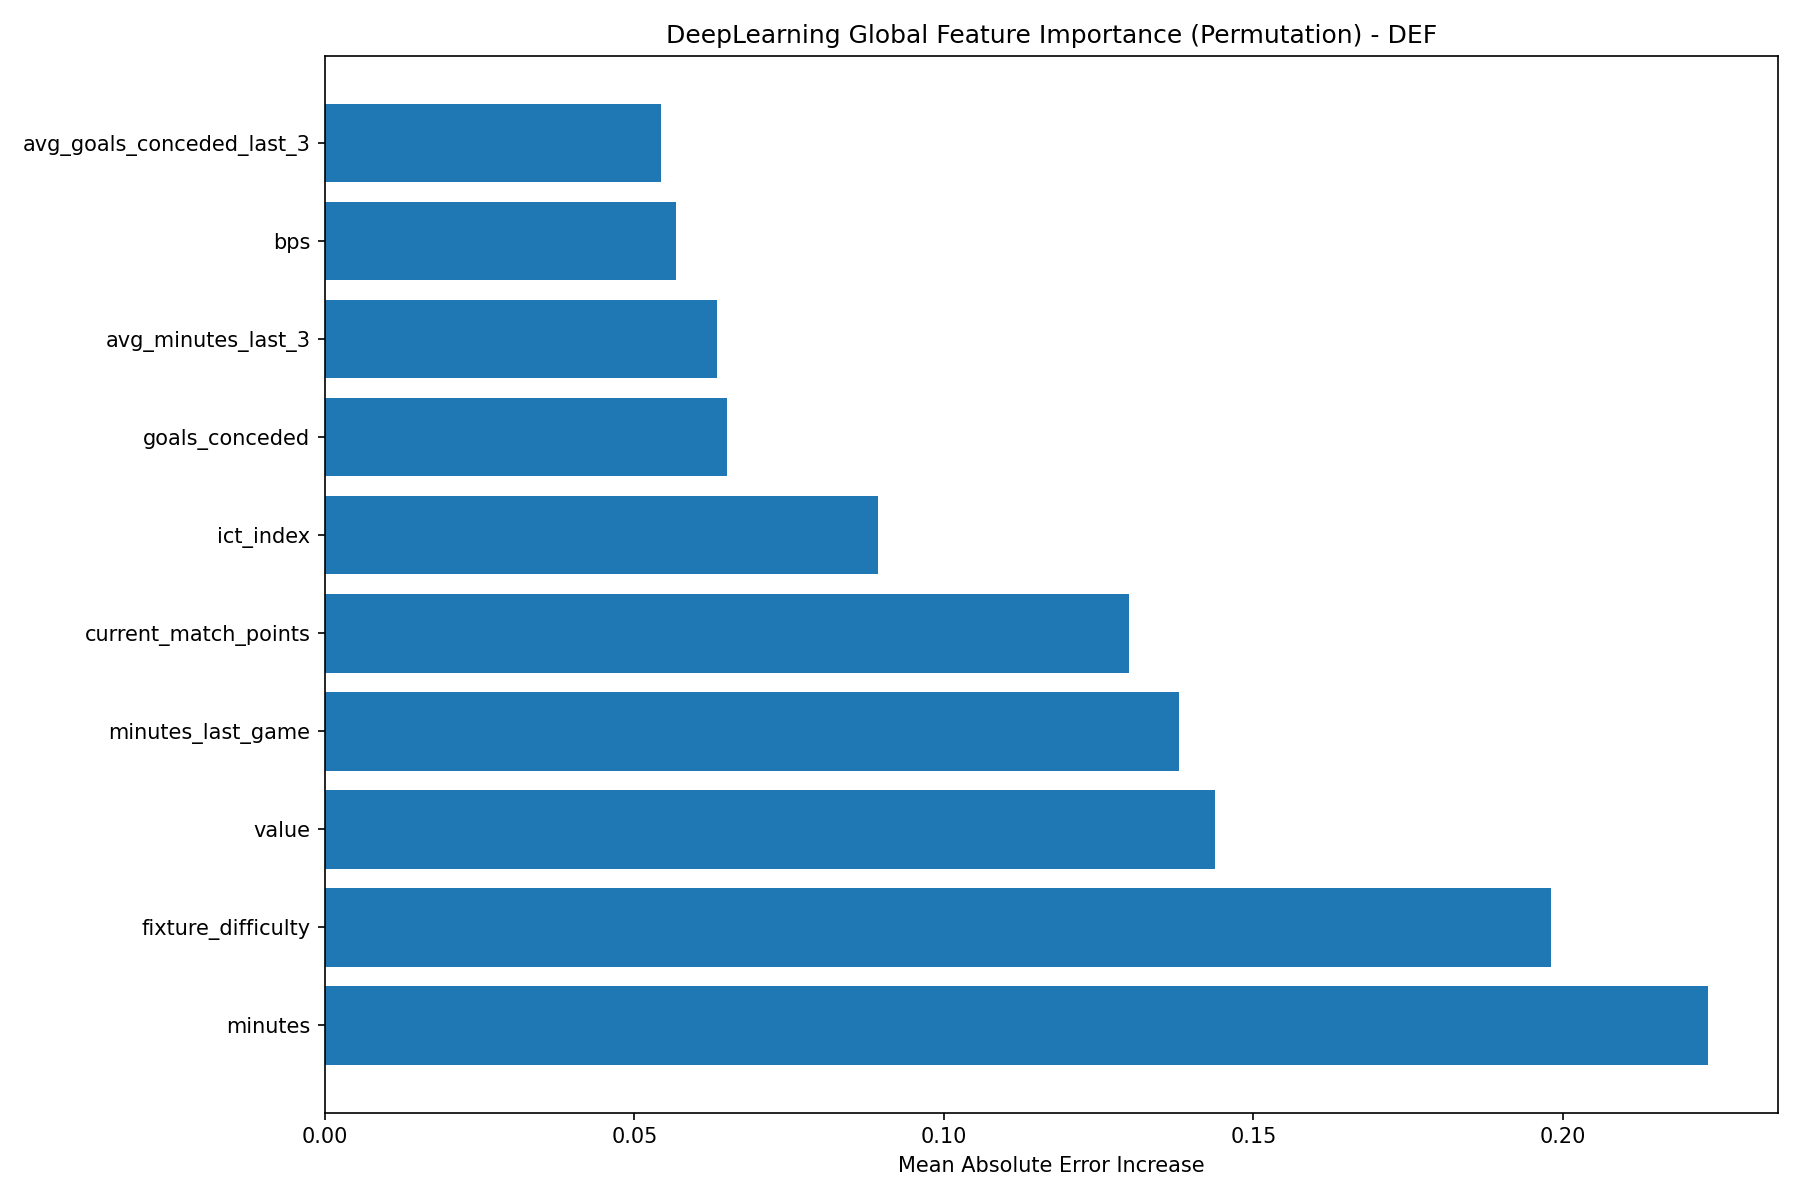 DeepLearning Global Feature Importance (Permutation) - DEF
avg_goals_conceded_last_3
bps
avg_minutes_last_3
goals_conceded
ict_index
current_match_points
minutes_last_game
value
fixture_difficulty
minutes
0.00 0.05 0.10 0.15 0.20
Mean Absolute Error Increase